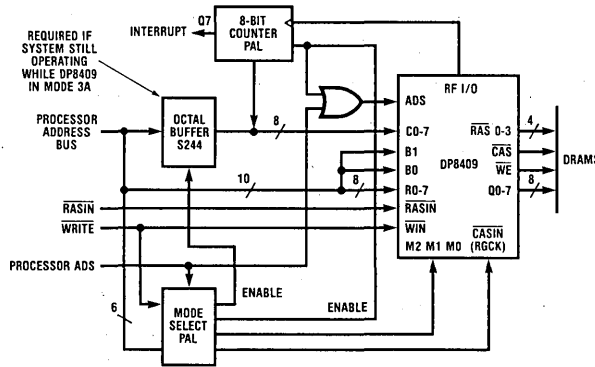 REQUIRED IF
SYSTEM STILL
OPERATING
WHILE DP8409
IN MODE 3A
INTERRUPT
Q7
8-BIT
COUNTER
PAL
PROCESSOR
ADDRESS
BUS
OCTAL
BUFFER
S244
8
10
8
RASIN
WRITE
PROCESSOR ADS
6
MODE
SELECT
PAL
ENABLE
ENABLE
RF I/O
ADS
C0-7
B1
B0
R0-7
RASIN
WIN
M2 M1 M0
CASIN
(RGCK)
DP8409
RAS 0-3
CAS
WE
Q0-7
4
8
DRAMS